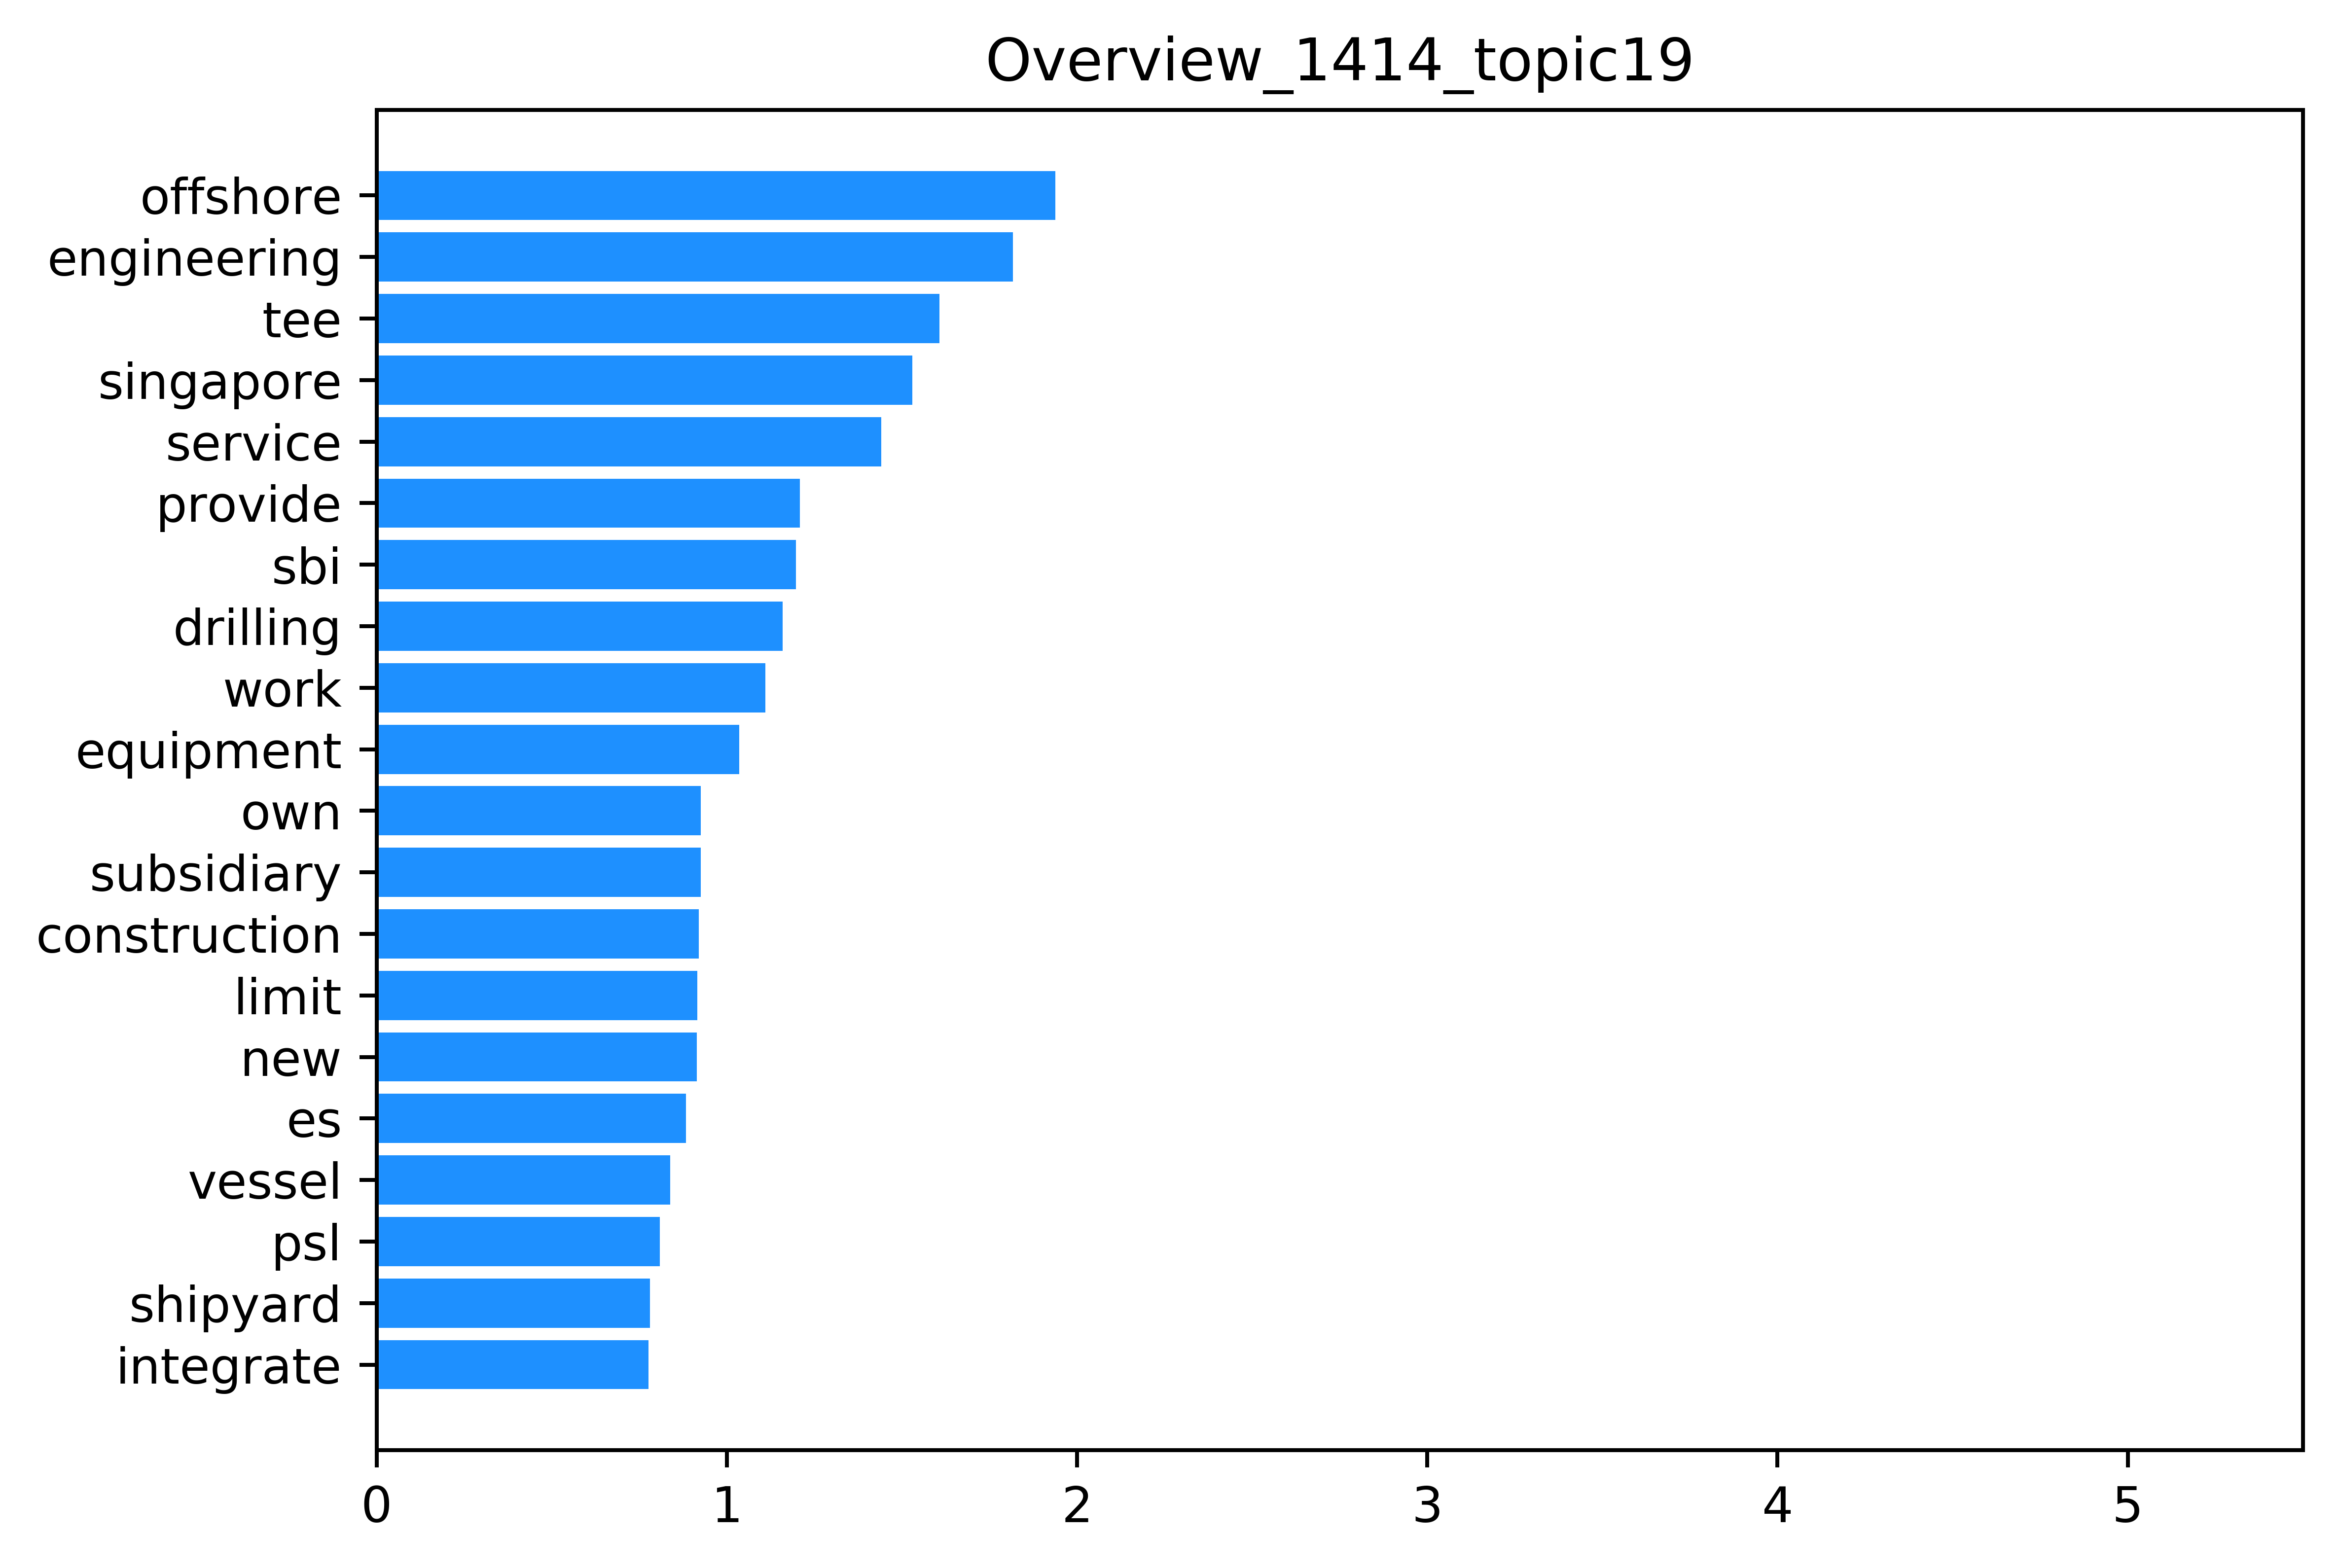 Overview_1414_topic19
offshore
engineering
tee
singapore
service
provide
sbi
drilling
work
equipment
own
subsidiary
construction
limit
new
es
vessel
psl
shipyard
integrate
0 1 2 3 4 5